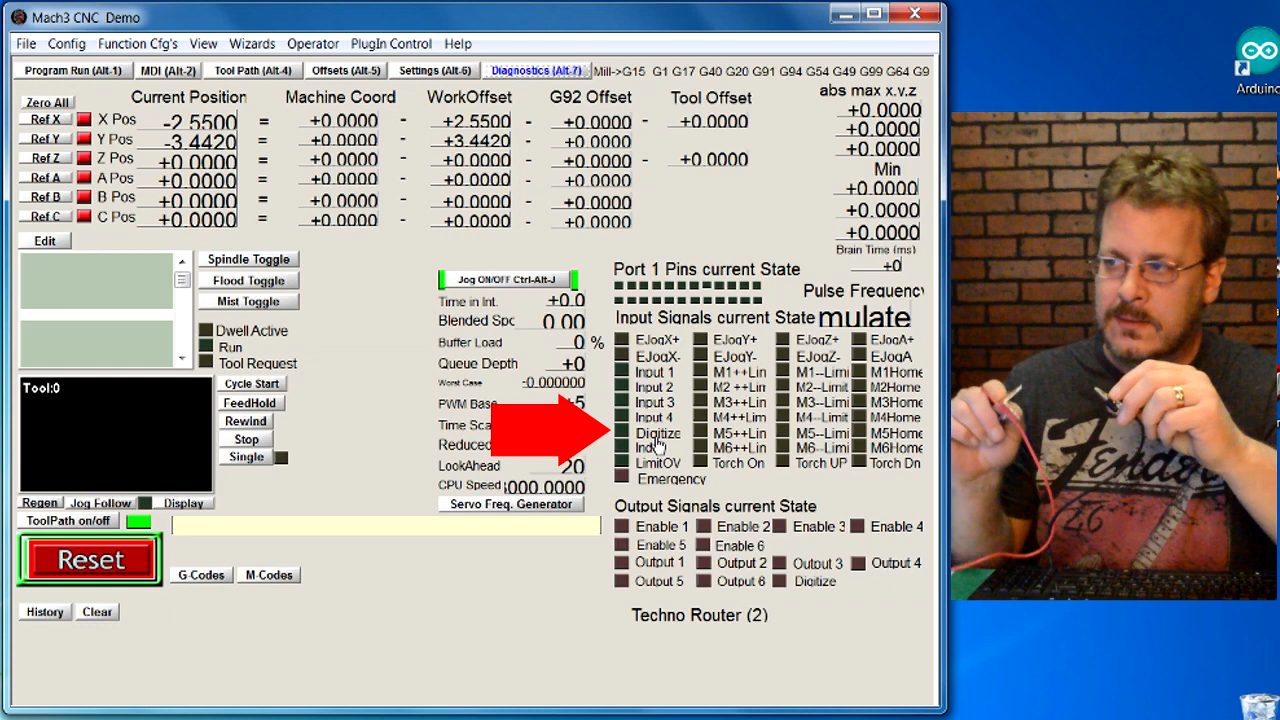 Mach3 CNC Demo
File Config Function Cfg's View Wizards Operator PlugIn Control Help
Program Run (Alt-1) MDI (Alt-2) Tool Path (Alt-4) Offsets (Alt-5) Settings (Alt-6) Diagnostics (Alt-7) Mill->G15 G1 G17 G40 G20 G91 G94 G54 G49 G99 G64 G9
Zero All Current Position Machine Coord WorkOffset G92 Offset Tool Offset abs max x.v.z
+0.0000
Ref X X Pos -2.5500 = +0.0000 - +2.5500 - +0.0000 - +0.0000
+0.0000
Ref Y Y Pos -3.4420 = +0.0000 - +3.4420 - +0.0000
+0.0000
Ref Z Z Pos +0.0000 = +0.0000 - +0.0000 - +0.0000 - +0.0000
Min
Ref A A Pos +0.0000 = +0.0000 - +0.0000 - +0.0000
+0.0000
Ref B B Pos +0.0000 = +0.0000 - +0.0000 - +0.0000
+0.0000
Ref C C Pos +0.0000 = +0.0000 - +0.0000 - +0.0000
+0.0000
Edit
Brain Time (ms)
+0
Spindle Toggle
Flood Toggle
Mist Toggle
Dwell Active
Run
Tool Request
Tool:0
Cycle Start
FeedHold
Rewind
Stop
Single
Regen Jog Follow Display
ToolPath on/off
Reset
G-Codes M-Codes
History Clear
Jog ON/OFF Ctrl-Alt-J
Time in Int. +0.0
Blended Spc 0.00
Buffer Load 0 %
Queue Depth +0
Worst Case -0.000000
PWM Base +5
Time Sca
Reduced
LookAhead 20
CPU Speed 000.0000
Servo Freq. Generator
Port 1 Pins current State
Pulse Frequency
Input Signals current State mulate
EJogX+ EJogY+ EJogZ+ EJogA+
EJogX- EJogY- EJogZ- EJogA
Input 1 M1++Lin M1--Limi M1Home
Input 2 M2 ++Lin M2--Limit M2Home
Input 3 M3++Lin M3--Limi M3Home
Input 4 M4++Lim M4--Limit M4Home
Digitize M5++Lin M5--Limi M5Home
M6++Lin M6--Limi M6Home
LimitOV Torch On Torch UP Torch Dn
Emergency
Output Signals current State
Enable 1 Enable 2 Enable 3 Enable 4
Enable 5 Enable 6
Output 1 Output 2 Output 3 Output 4
Output 5 Output 6 Digitize
Techno Router (2)
Arduino